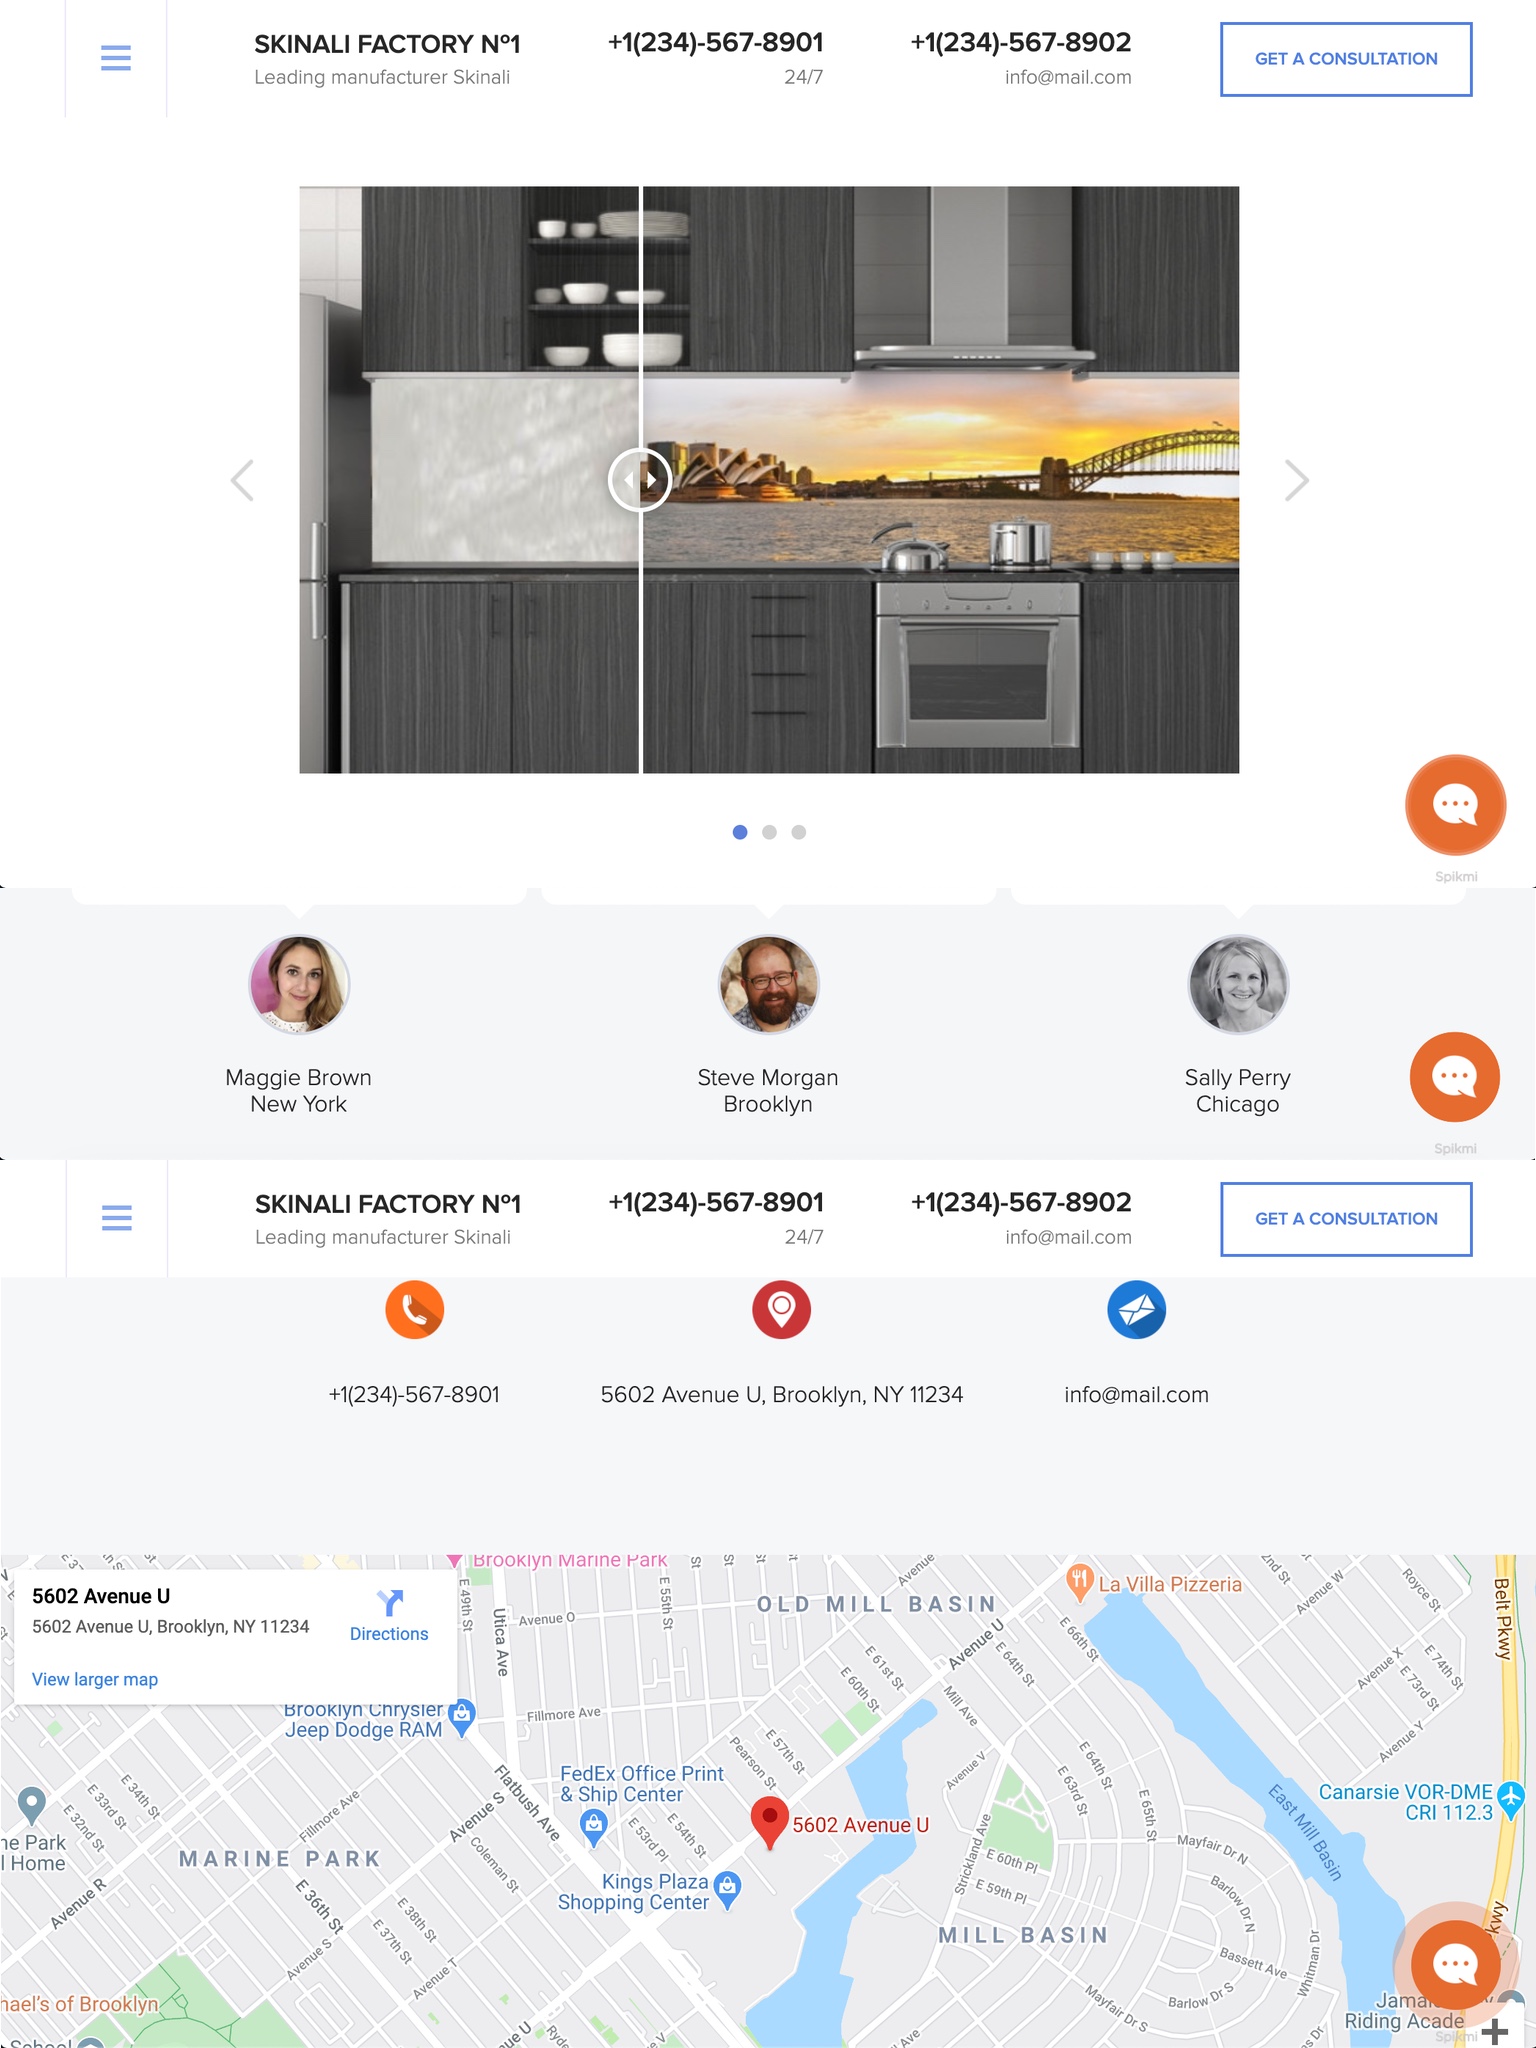 SKINALI FACTORY Nº1
Leading manufacturer Skinali
+1(234)-567-8901
24/7
+1(234)-567-8902
info@mail.com
GET A CONSULTATION
Spikmi
Maggie Brown
New York
Steve Morgan
Brooklyn
Sally Perry
Chicago
Spikmi
SKINALI FACTORY Nº1
Leading manufacturer Skinali
+1(234)-567-8901
24/7
+1(234)-567-8902
info@mail.com
GET A CONSULTATION
+1(234)-567-8901
5602 Avenue U, Brooklyn, NY 11234
info@mail.com
5602 Avenue U
5602 Avenue U, Brooklyn, NY 11234
Directions
View larger map
Brooklyn Marine Park
E 49th St
Utica Ave
Avenue O
E 55th St
OLD MILL BASIN
Avenue
La Villa Pizzeria
2nd St
Avenue W
Royce St
Belt Pkwy
Avenue U
E 66th St
E 64th St
E 61st St
E 60th St
Mill Ave
Avenue X
E 74th St
E 73rd St
Avenue Y
Brooklyn Chrysler
Jeep Dodge RAM
Fillmore Ave
Pearson St
E 57th St
FedEx Office Print
& Ship Center
Flatbush Ave
Avenue S
Coleman St
E 53rd Pl
E 54th St
5602 Avenue U
Kings Plaza
Shopping Center
Avenue V
E 63rd St
E 64th St
E 65th St
East Mill Basin
Canarsie VOR-DME
CRI 112.3
E 34th St
E 33rd St
E 32nd St
Fillmore Ave
ne Park
l Home
MARINE PARK
Avenue R
E 36th St
E 38th St
E 37th St
Avenue S
Avenue T
Strickland Ave
E 60th Pl
E 59th Pl
MILL BASIN
Mayfair Dr N
Barlow Dr N
Bassett Ave
Whitman Dr
Barlow Dr S
Mayfair Dr S
kwy
hael's of Brooklyn
School
ue U
Ryde
V
Ave
Jama
Riding Acade
Spikmi